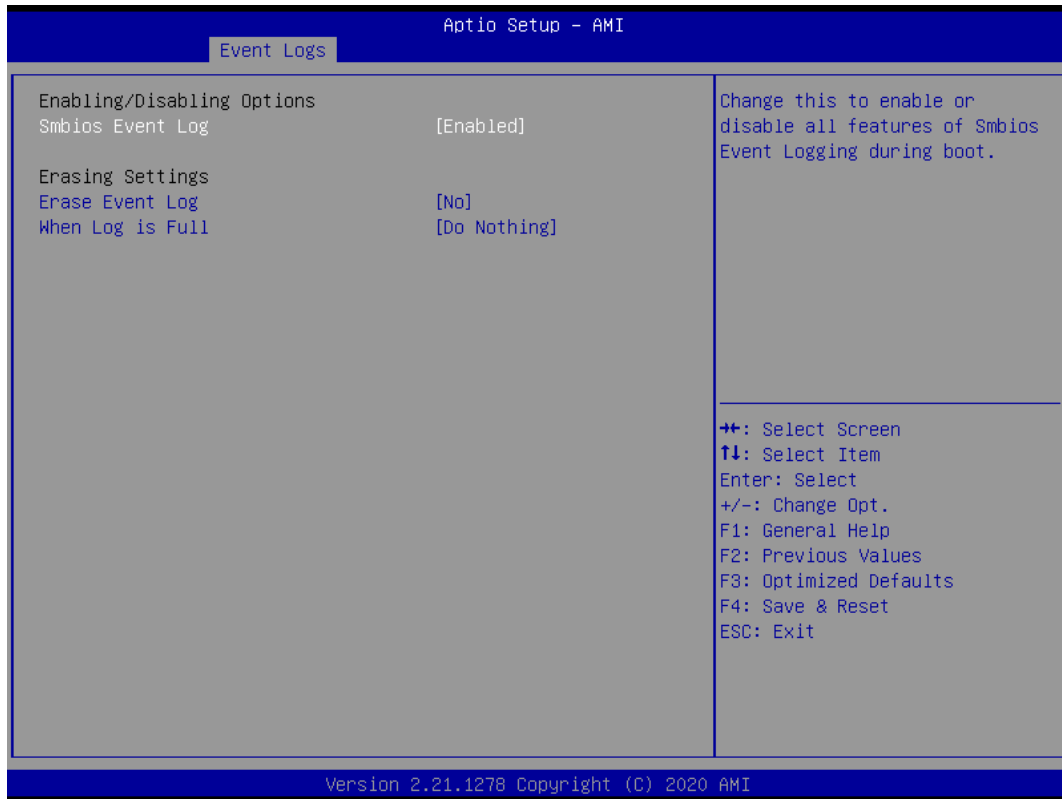 Aptio Setup – AMI
Event Logs
Enabling/Disabling Options
Smbios Event Log [Enabled]
Erasing Settings
Erase Event Log [No]
When Log is Full [Do Nothing]
Change this to enable or
disable all features of Smbios
Event Logging during boot.
→←: Select Screen
↑↓: Select Item
Enter: Select
+/-: Change Opt.
F1: General Help
F2: Previous Values
F3: Optimized Defaults
F4: Save & Reset
ESC: Exit
Version 2.21.1278 Copyright (C) 2020 AMI